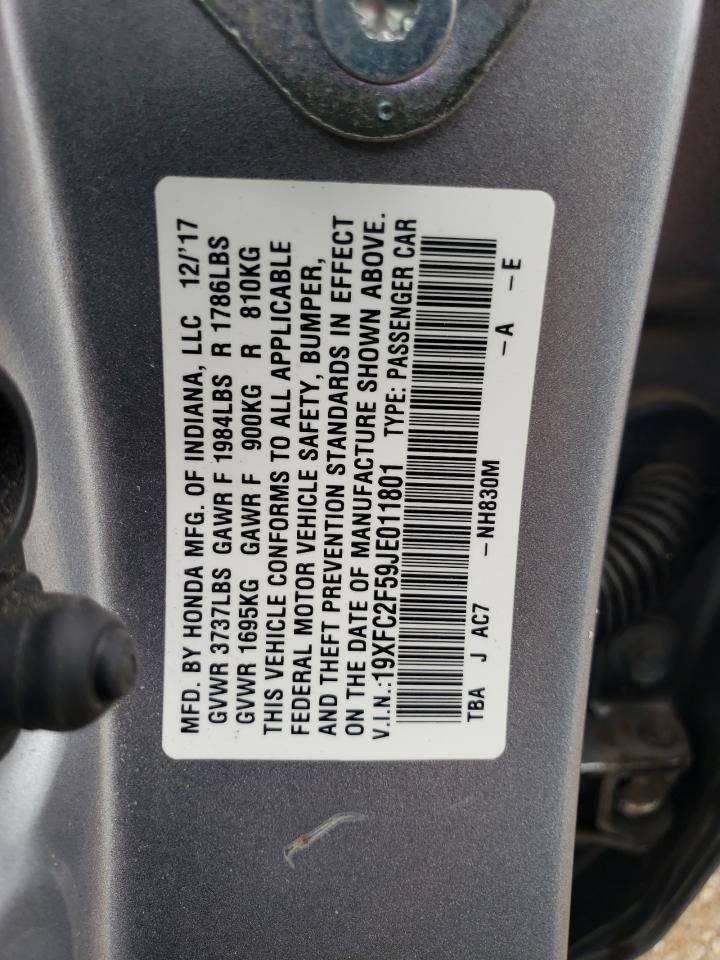 MFD. BY HONDA MFG. OF INDIANA, LLC 12/'17
GVWR 3737LBS GAWR F 1984LBS R 1786LBS
GVWR 1695KG GAWR F 900KG R 810KG
THIS VEHICLE CONFORMS TO ALL APPLICABLE
FEDERAL MOTOR VEHICLE SAFETY, BUMPER,
AND THEFT PREVENTION STANDARDS IN EFFECT
ON THE DATE OF MANUFACTURE SHOWN ABOVE.
V.I.N.:19XFC2F59JE011801 TYPE: PASSENGER CAR
TBA J AC7 -NH830M -A -E